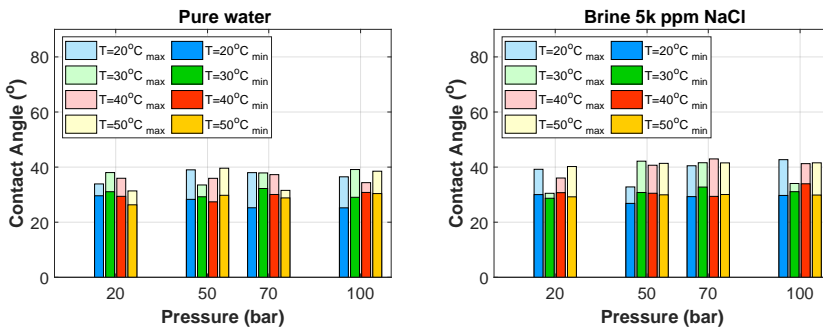 Pure water
Contact Angle (°)
80
60
40
20
0
T=20°C max
T=30°C max
T=40°C max
T=50°C max
T=20°C min
T=30°C min
T=40°C min
T=50°C min
20
50
70
100
Pressure (bar)
Brine 5k ppm NaCl
Contact Angle (°)
80
60
40
20
0
T=20°C max
T=30°C max
T=40°C max
T=50°C max
T=20°C min
T=30°C min
T=40°C min
T=50°C min
20
50
70
100
Pressure (bar)